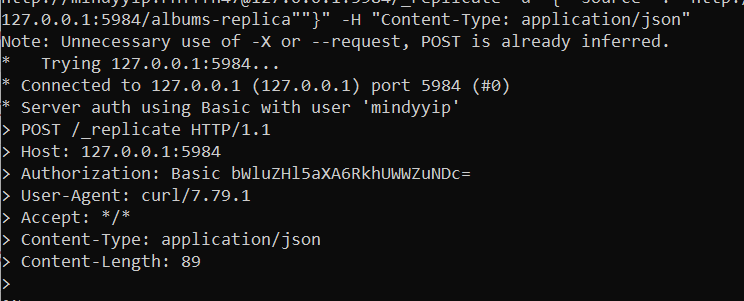 127.0.0.1:5984/albums-replica""}" -H "Content-Type: application/json"
Note: Unnecessary use of -X or --request, POST is already inferred.
*   Trying 127.0.0.1:5984...
* Connected to 127.0.0.1 (127.0.0.1) port 5984 (#0)
* Server auth using Basic with user 'mindyyip'
> POST /_replicate HTTP/1.1
> Host: 127.0.0.1:5984
> Authorization: Basic bWluZHl5aXA6RkhUWWZuNDc=
> User-Agent: curl/7.79.1
> Accept: */*
> Content-Type: application/json
> Content-Length: 89
>